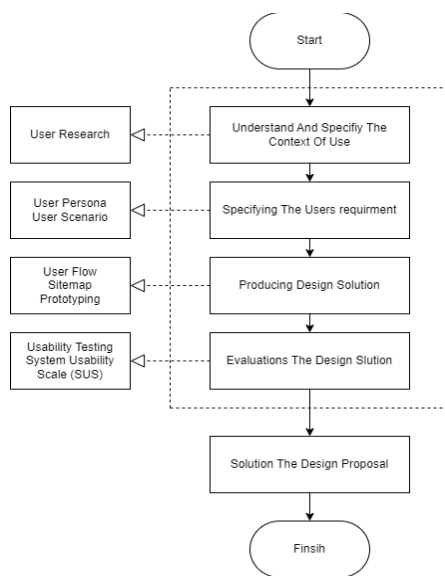 Start
User Research
Understand And Specifiy The
Context Of Use
User Persona
User Scenario
Specifying The Users requirment
User Flow
Sitemap
Prototyping
Producing Design Solution
Usability Testing
System Usability
Scale (SUS)
Evaluations The Design Slution
Solution The Design Proposal
Finsih